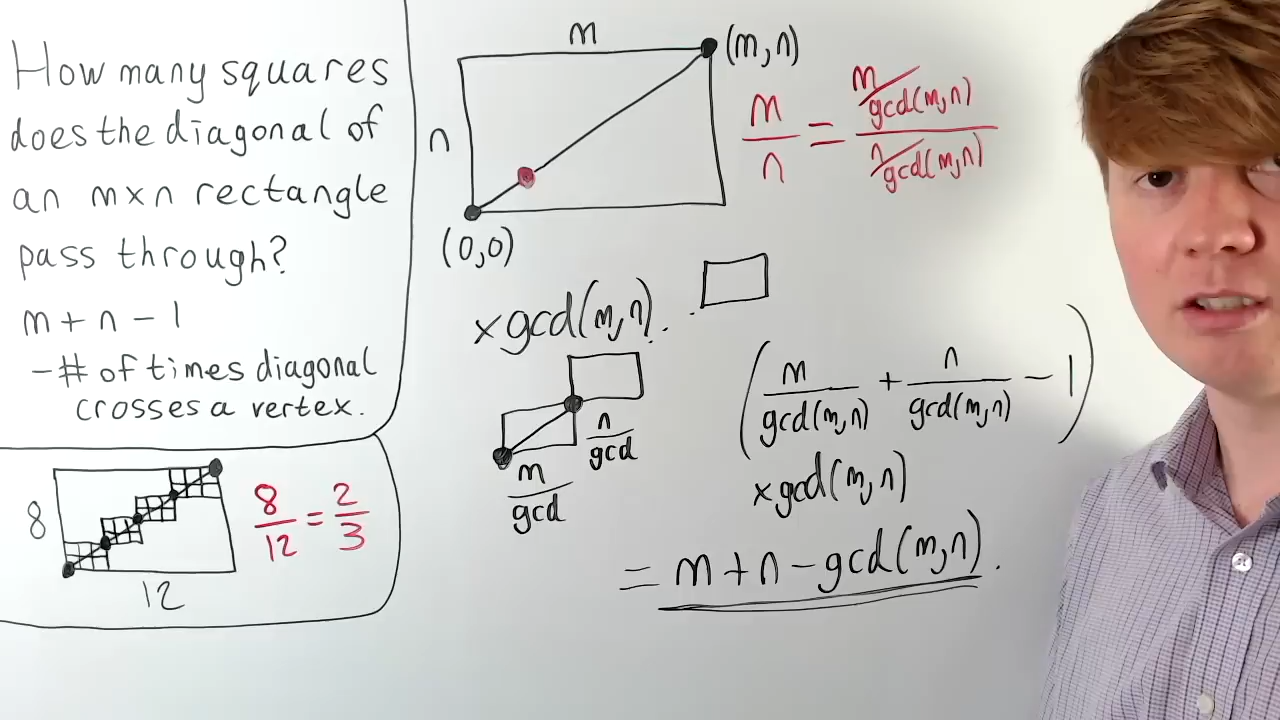 How many squares
does the diagonal of
an m×n rectangle
pass through?
m + n - 1
- # of times diagonal
crosses a vertex.
8
12
8/12 = 2/3
m
n
(m,n)
(0,0)
m/n = (m/gcd(m,n))/(n/gcd(m,n))
×gcd(m,n)...
m/gcd
n/gcd
(m/gcd(m,n) + n/gcd(m,n) - 1)
×gcd(m,n)
= m + n - gcd(m,n).